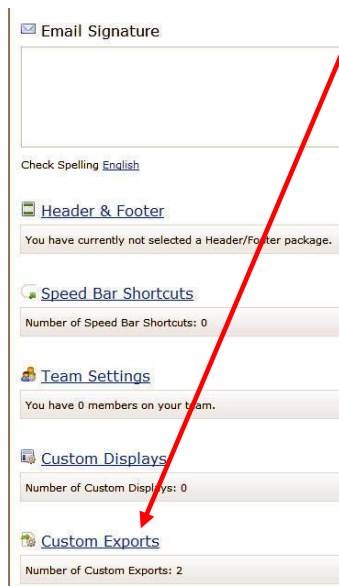 Email Signature
Check Spelling English
Header & Footer
You have currently not selected a Header/Footer package.
Speed Bar Shortcuts
Number of Speed Bar Shortcuts: 0
Team Settings
You have 0 members on your team.
Custom Displays
Number of Custom Displays: 0
Custom Exports
Number of Custom Exports: 2